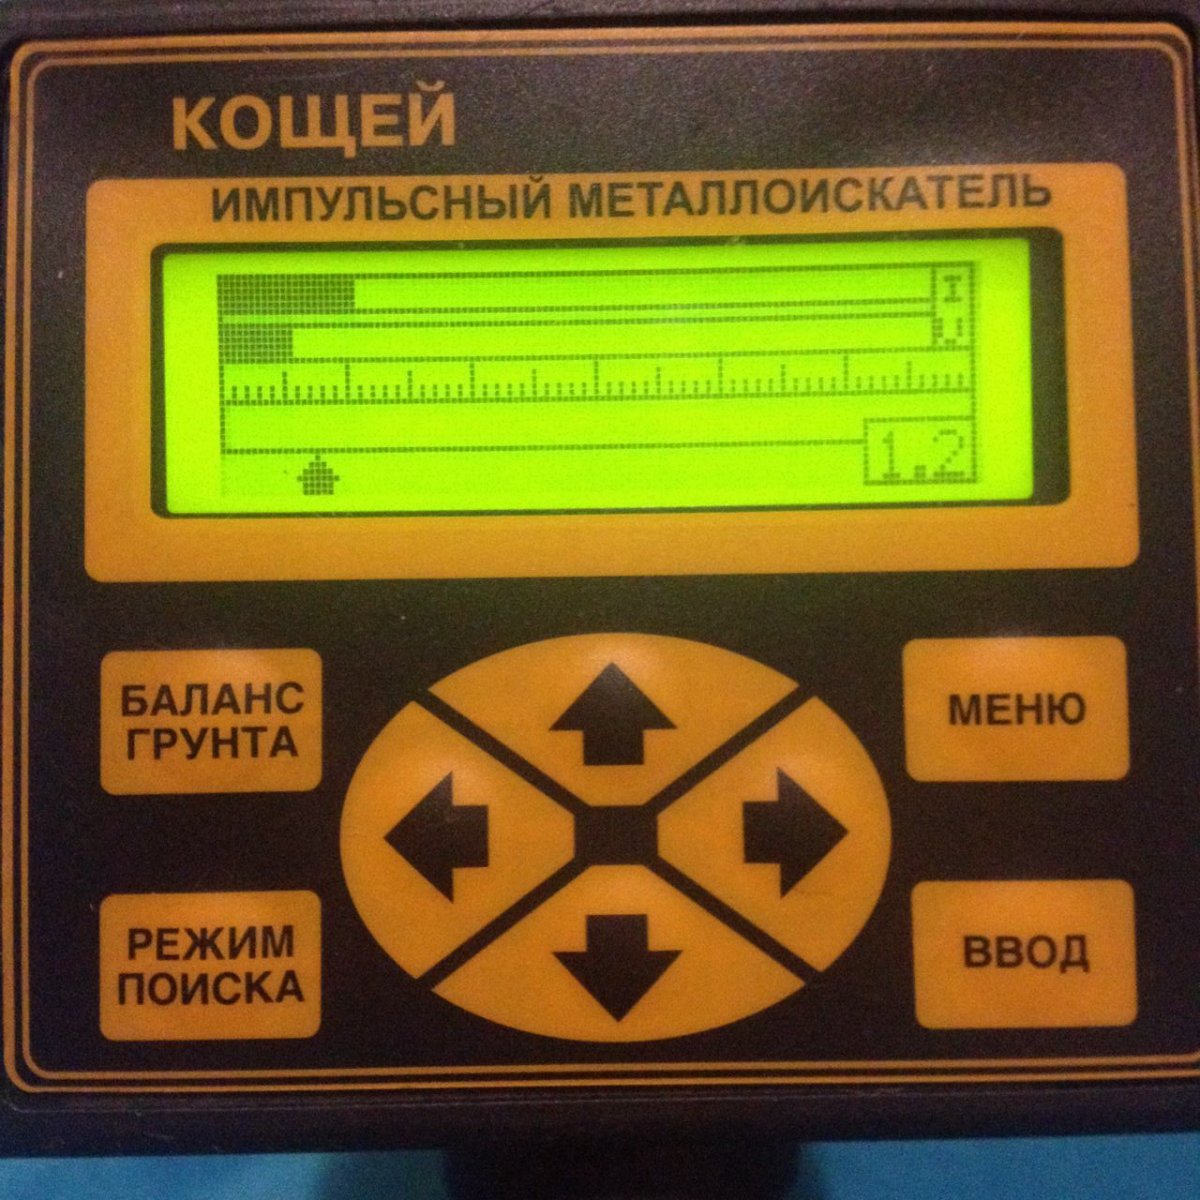 КОЩЕЙ
ИМПУЛЬСНЫЙ МЕТАЛЛОИСКАТЕЛЬ
I
U
1.2
БАЛАНС
ГРУНТА
МЕНЮ
РЕЖИМ
ПОИСКА
ВВОД